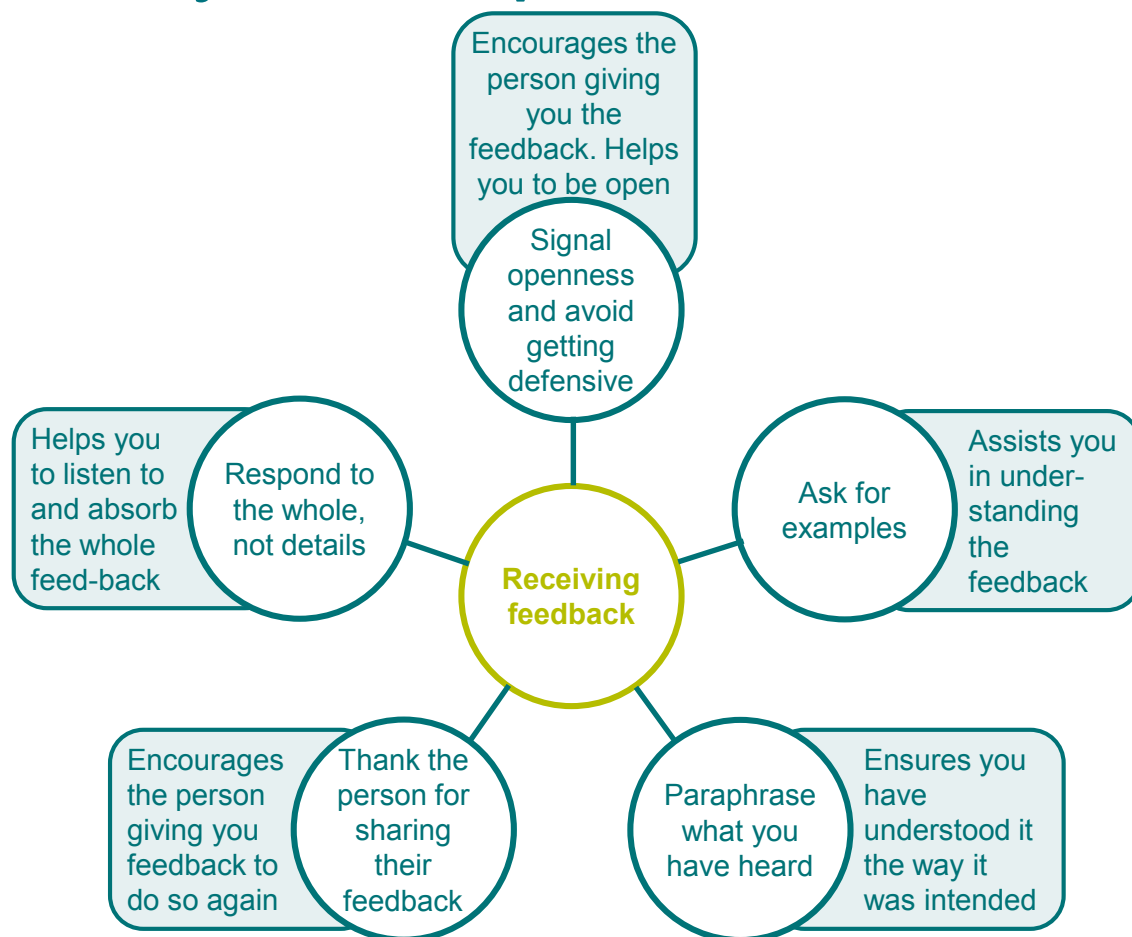 Encourages the
person giving
you the
feedback. Helps
you to be open
Signal
openness
and avoid
getting
defensive
Helps you
to listen to
and absorb
the whole
feed-back
Respond to
the whole,
not details
Ask for
examples
Assists you
in under-
standing
the
feedback
Receiving
feedback
Encourages
the person
giving you
feedback to
do so again
Thank the
person for
sharing
their
feedback
Paraphrase
what you
have heard
Ensures you
have
understood it
the way it
was intended